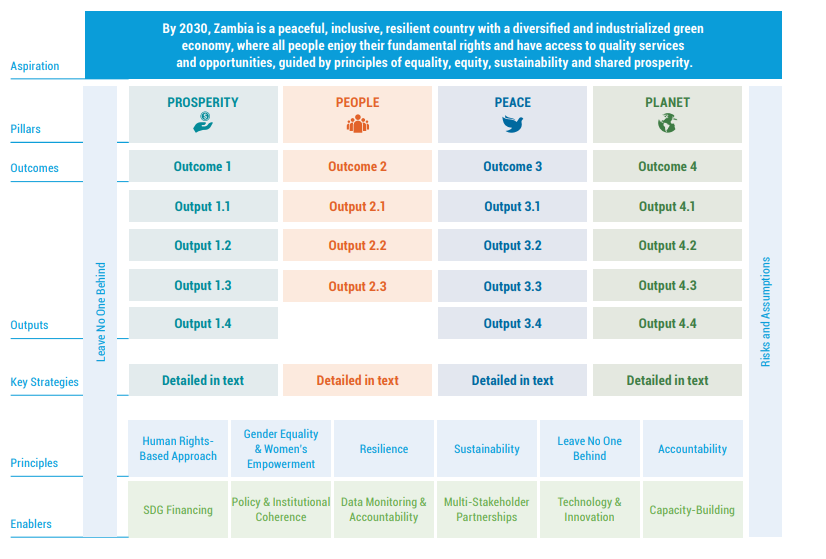 By 2030, Zambia is a peaceful, inclusive, resilient country with a diversified and industrialized green
economy, where all people enjoy their fundamental rights and have access to quality services
and opportunities, guided by principles of equality, equity, sustainability and shared prosperity.
Aspiration
Pillars
PROSPERITY
PEOPLE
PEACE
PLANET
Outcomes
Outcome 1
Outcome 2
Outcome 3
Outcome 4
Output 1.1
Output 2.1
Output 3.1
Output 4.1
Output 1.2
Output 2.2
Output 3.2
Output 4.2
Output 1.3
Output 2.3
Output 3.3
Output 4.3
Outputs
Output 1.4
Output 3.4
Output 4.4
Leave No One Behind
Risks and Assumptions
Key Strategies
Detailed in text
Detailed in text
Detailed in text
Detailed in text
Principles
Human Rights-
Based Approach
Gender Equality
& Women's
Empowerment
Resilience
Sustainability
Leave No One
Behind
Accountability
Enablers
SDG Financing
Policy & Institutional
Coherence
Data Monitoring &
Accountability
Multi-Stakeholder
Partnerships
Technology &
Innovation
Capacity-Building